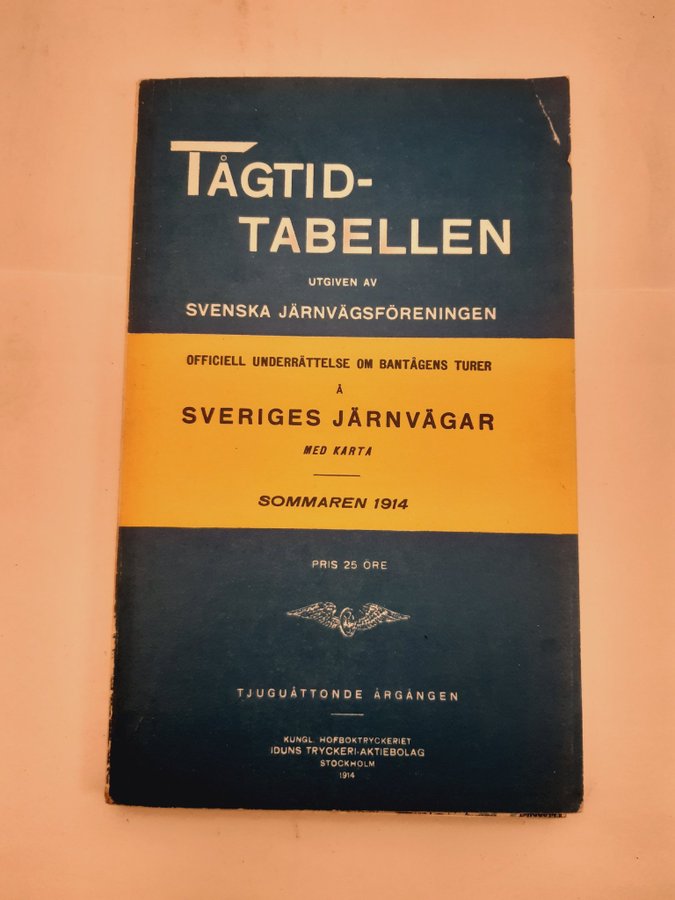 TÅGTID-
TABELLEN
UTGIVEN AV
SVENSKA JÄRNVÄGSFÖRENINGEN
OFFICIELL UNDERRÄTTELSE OM BANTÅGENS TURER
Å
SVERIGES JÄRNVÄGAR
MED KARTA
SOMMAREN 1914
PRIS 25 ÖRE
TJUGUÅTTONDE ÅRGÅNGEN
KUNGL. HOFBOKTRYCKERIET
IDUNS TRYCKERI-AKTIEBOLAG
STOCKHOLM
1914